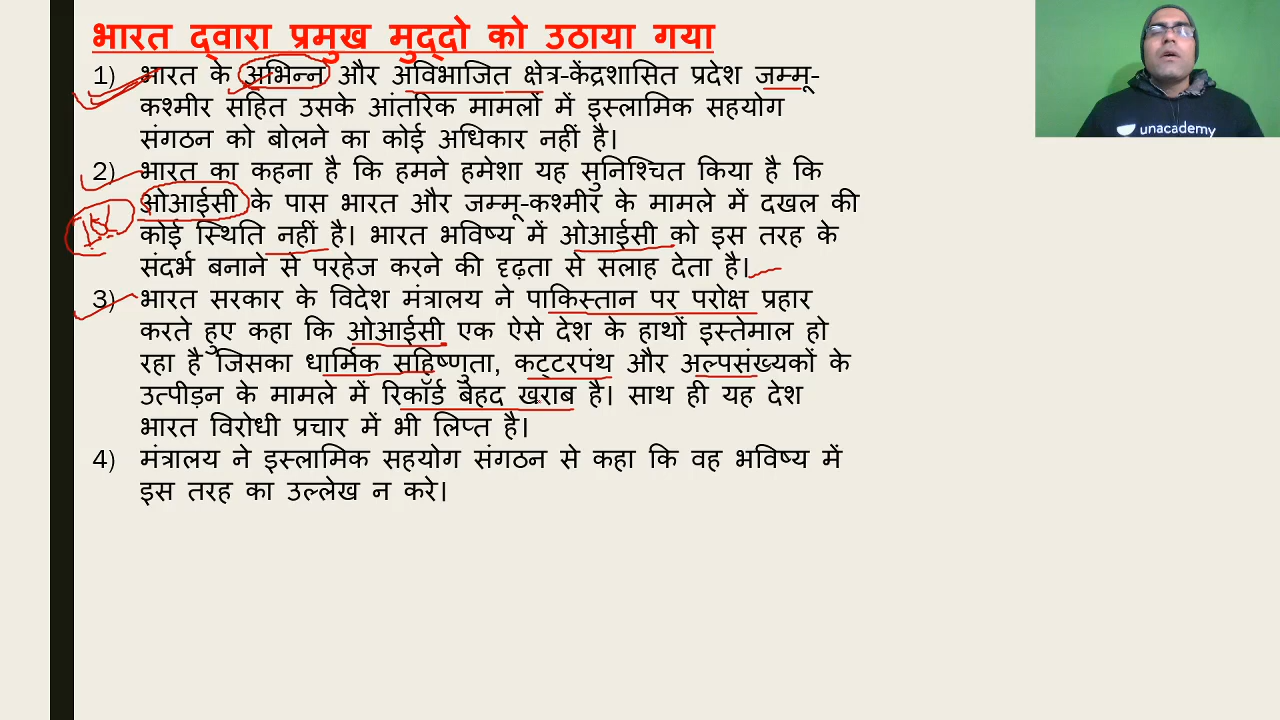 भारत द्वारा प्रमुख मुद्दो को उठाया गया
1) भारत के अभिन्न और अविभाजित क्षेत्र-केंद्रशासित प्रदेश जम्मू-
कश्मीर सहित उसके आंतरिक मामलों में इस्लामिक सहयोग
संगठन को बोलने का कोई अधिकार नहीं है।
2) भारत का कहना है कि हमने हमेशा यह सुनिश्चित किया है कि
ओआईसी के पास भारत और जम्मू-कश्मीर के मामले में दखल की
कोई स्थिति नहीं है। भारत भविष्य में ओआईसी को इस तरह के
संदर्भ बनाने से परहेज करने की दृढ़ता से सलाह देता है।
3) भारत सरकार के विदेश मंत्रालय ने पाकिस्तान पर परोक्ष प्रहार
करते हुए कहा कि ओआईसी एक ऐसे देश के हाथों इस्तेमाल हो
रहा है जिसका धार्मिक सहिष्णुता, कट्टरपंथ और अल्पसंख्यकों के
उत्पीड़न के मामले में रिकॉर्ड बेहद खराब है। साथ ही यह देश
भारत विरोधी प्रचार में भी लिप्त है।
4) मंत्रालय ने इस्लामिक सहयोग संगठन से कहा कि वह भविष्य में
इस तरह का उल्लेख न करे।
unacademy